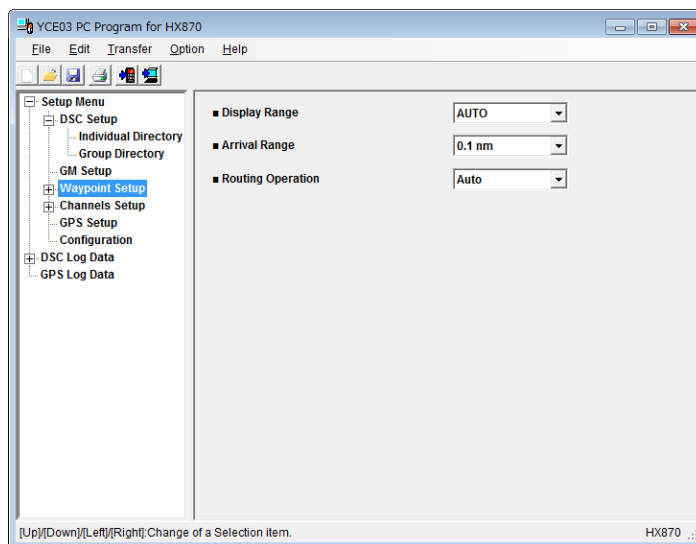 YCE03 PC Program for HX870
File Edit Transfer Option Help
Setup Menu
DSC Setup
Individual Directory
Group Directory
GM Setup
Waypoint Setup
Channels Setup
GPS Setup
Configuration
DSC Log Data
GPS Log Data
■ Display Range AUTO
■ Arrival Range 0.1 nm
■ Routing Operation Auto
[Up]/[Down]/[Left]/[Right]:Change of a Selection item. HX870